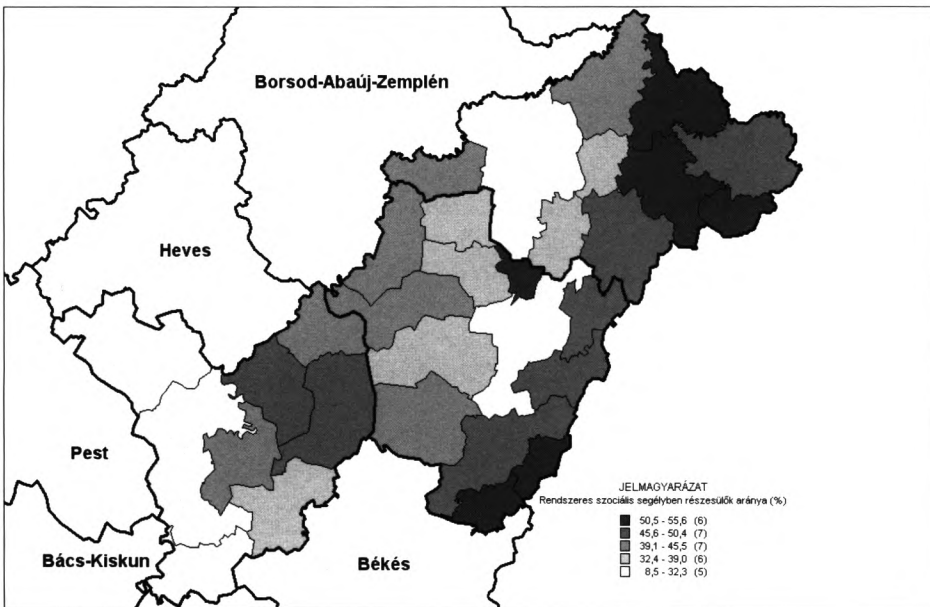 Borsod-Abaúj-Zemplén
Heves
Pest
Bács-Kiskun
Békés
JELMAGYARÁZAT
Rendszeres szociális segélyben részesülők aránya (%)
50,5 - 55,6 (6)
45,6 - 50,4 (7)
39,1 - 45,5 (7)
32,4 - 39,0 (6)
8,5 - 32,3 (5)